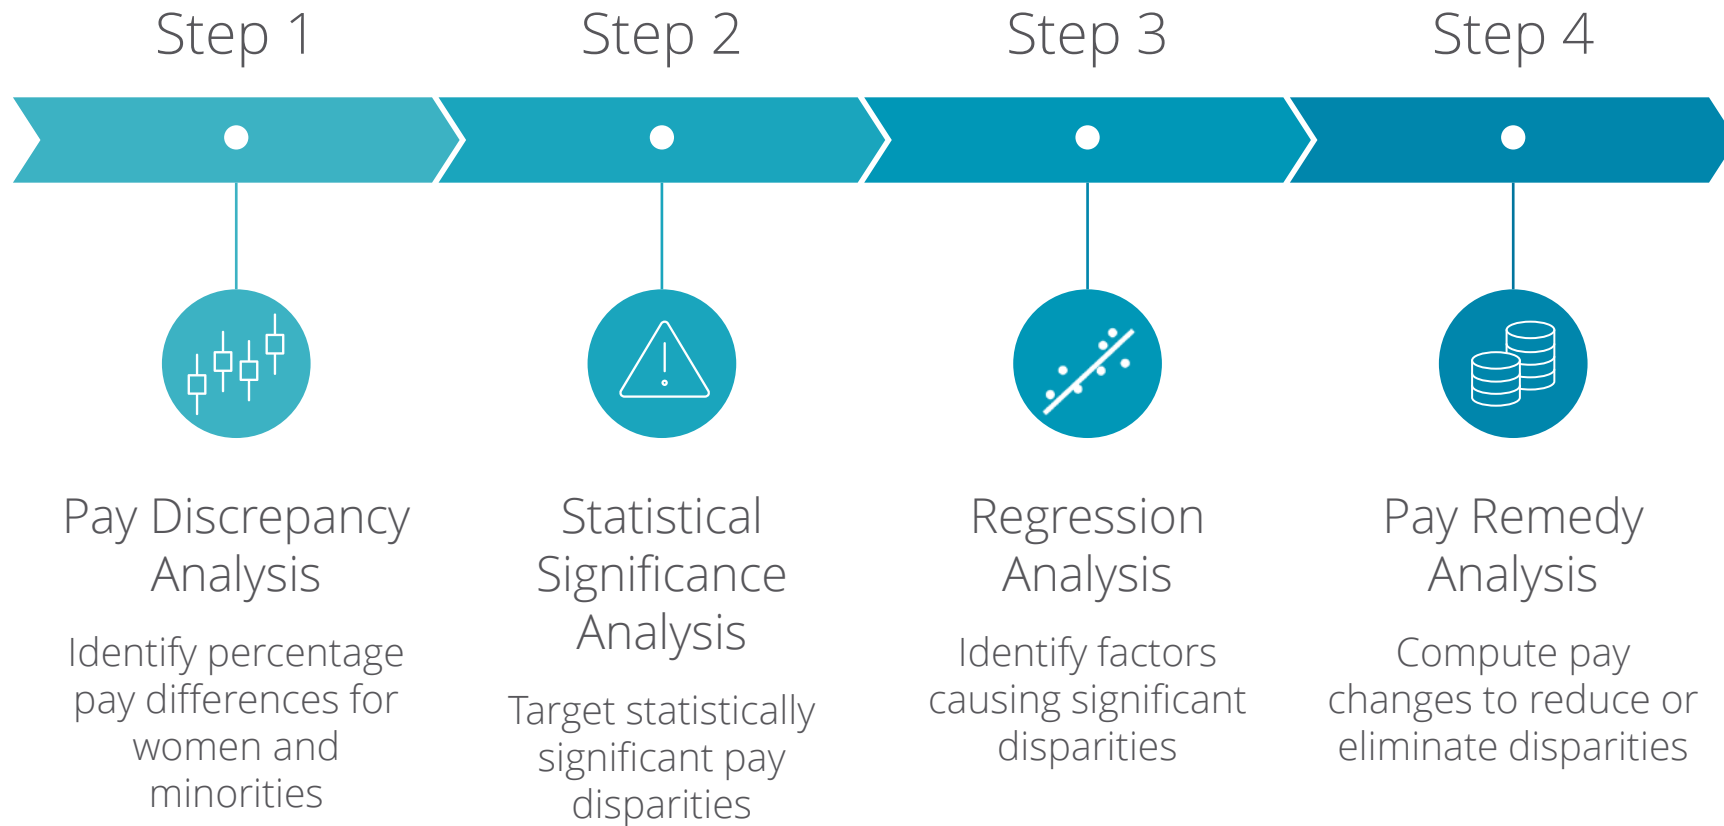 Step 1
Step 2
Step 3
Step 4
Pay Discrepancy
Analysis
Identify percentage
pay differences for
women and
minorities
Statistical
Significance
Analysis
Target statistically
significant pay
disparities
Regression
Analysis
Identify factors
causing significant
disparities
Pay Remedy
Analysis
Compute pay
changes to reduce or
eliminate disparities